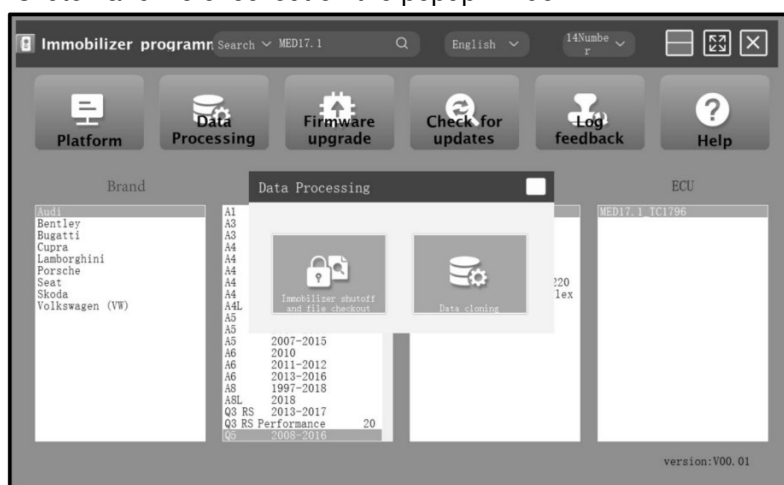 Immobilizer programm
Search
MED17.1
English
14Numbe
r
Platform
Data
Processing
Firmware
upgrade
Check for
updates
Log
feedback
Help
Brand
Data Processing
ECU
Audi
Bentley
Bugatti
Cupra
Lamborghini
Porsche
Seat
Skoda
Volkswagen (VW)
A1
A3
A3
A4
A4
A4
A4
A4
A4L
A5
A5
A5 2007-2015
A6 2010
A6 2011-2012
A6 2013-2016
A8 1997-2018
A8L 2018
Q3 RS 2013-2017
Q3 RS Performance 20
Q5 2008-2016
Immobilizer shutoff
and file checkout
Data cloning
220
lex
MED17.1_TC1796
version:V00.01